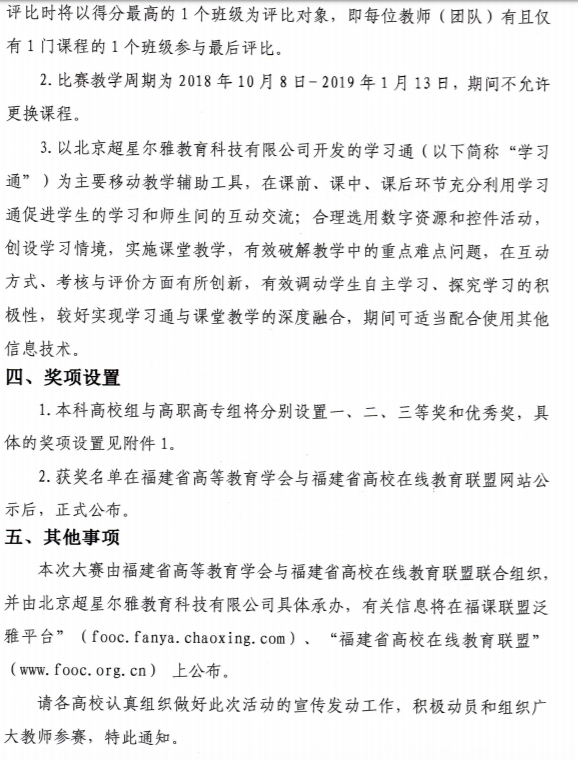 评比时将以得分最高的1个班级为评比对象，即每位教师（团队）有且仅
有1门课程的1个班级参与最后评比。
2.比赛教学周期为2018年10月8日-2019年1月13日，期间不允许
更换课程。
3.以北京超星尔雅教育科技有限公司开发的学习通（以下简称“学习
通”）为主要移动教学辅助工具，在课前、课中、课后环节充分利用学习
通促进学生的学习和师生间的互动交流；合理选用数字资源和控件活动，
创设学习情境，实施课堂教学，有效破解教学中的重点难点问题，在互动
方式、考核与评价方面有所创新，有效调动学生自主学习、探究学习的积
极性，较好实现学习通与课堂教学的深度融合，期间可适当配合使用其他
信息技术。
四、奖项设置
1.本科高校组与高职高专组将分别设置一、二、三等奖和优秀奖，具
体的奖项设置见附件1。
2.获奖名单在福建省高等教育学会与福建省高校在线教育联盟网站公
示后，正式公布。
五、其他事项
本次大赛由福建省高等教育学会与福建省高校在线教育联盟联合组织，
并由北京超星尔雅教育科技有限公司具体承办，有关信息将在福课联盟泛
雅平台”（fooc.fanya.chaoxing.com）、“福建省高校在线教育联盟”
（www.fooc.org.cn）上公布。
请各高校认真组织做好此次活动的宣传发动工作，积极动员和组织广
大教师参赛，特此通知。